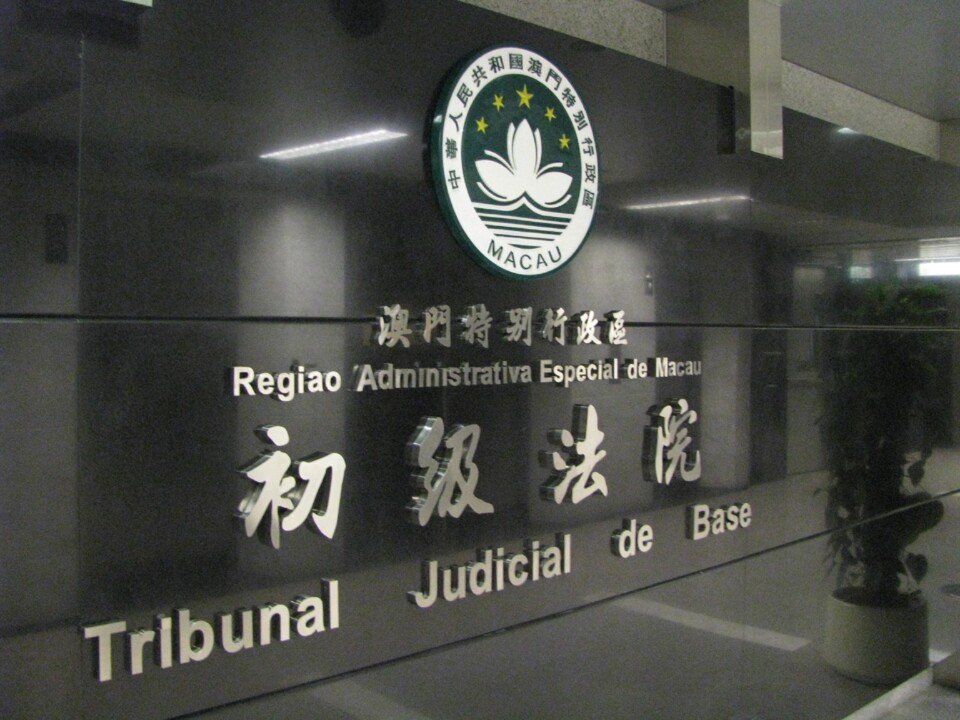 中華人民共和國澳門特別行政區
MACAU
澳門特别行政區
Regiao Administrativa Especial de Macau
初級法院
Tribunal Judicial de Base